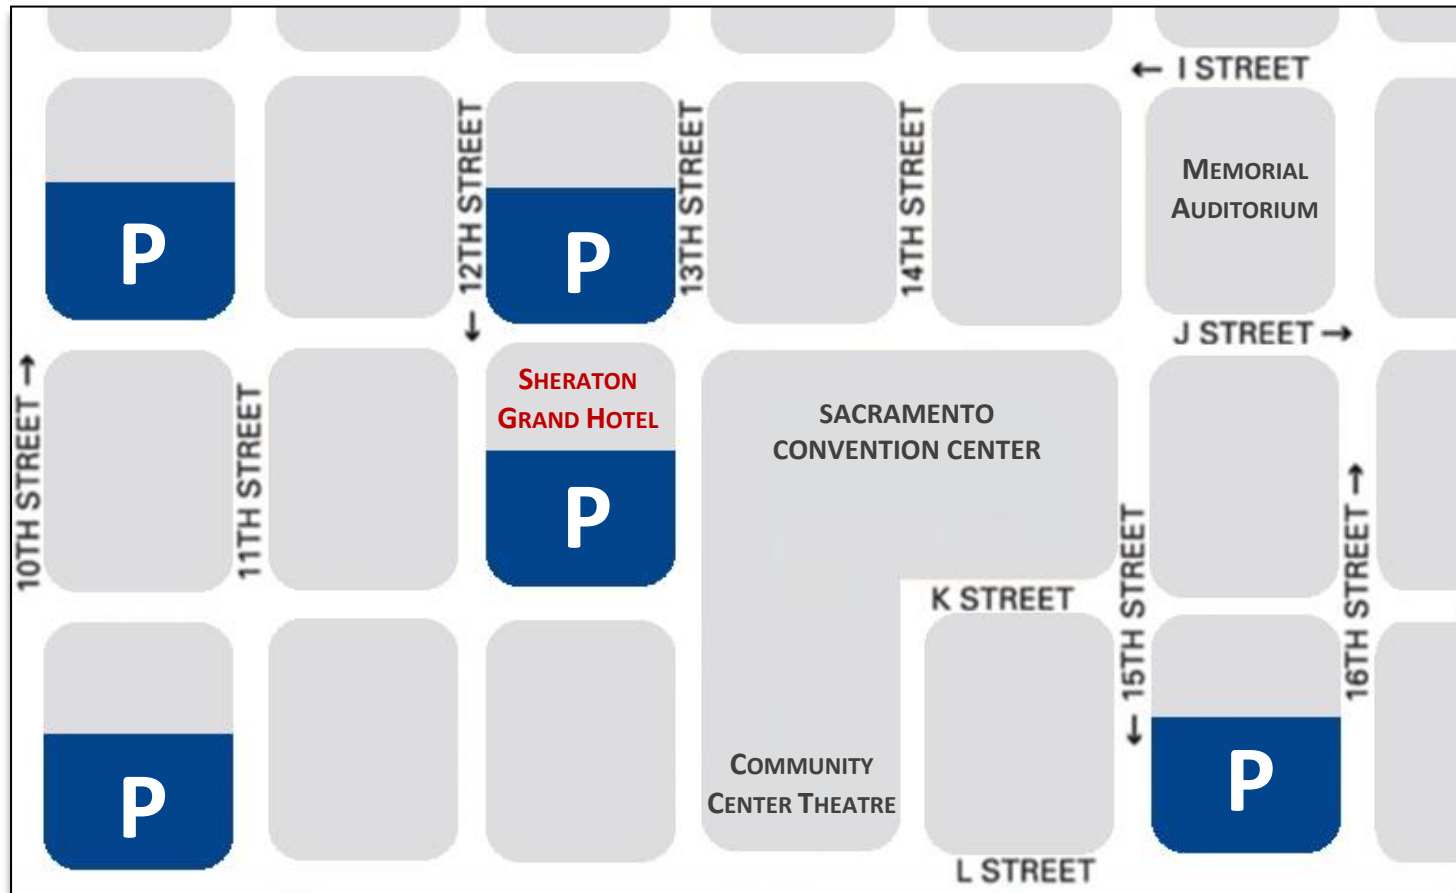 ← I STREET
12TH STREET
←
13TH STREET
14TH STREET
MEMORIAL
AUDITORIUM
P
P
J STREET →
10TH STREET →
11TH STREET
SHERATON
GRAND HOTEL
P
SACRAMENTO
CONVENTION CENTER
K STREET
← 15TH STREET
16TH STREET →
P
COMMUNITY
CENTER THEATRE
P
L STREET